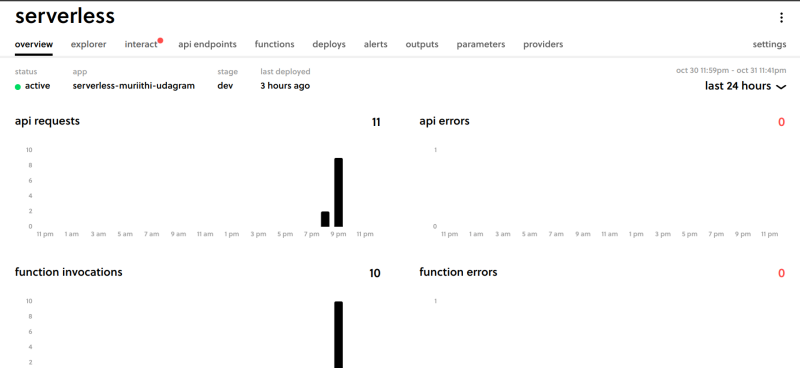 serverless
overview explorer interact api endpoints functions deploys alerts outputs parameters providers settings
status app stage last deployed oct 30 11:59pm - oct 31 11:41pm
active serverless-muriithi-udagram dev 3 hours ago last 24 hours
api requests 11 api errors 0
10 1
8
6
4
2
0 0
11 pm 1 am 3 am 5 am 7 am 9 am 11 am 1 pm 3 pm 5 pm 7 pm 9 pm 11 pm 11 pm 1 am 3 am 5 am 7 am 9 am 11 am 1 pm 3 pm 5 pm 7 pm 9 pm 11 pm
function invocations 10 function errors 0
10 1
8
6
4
2